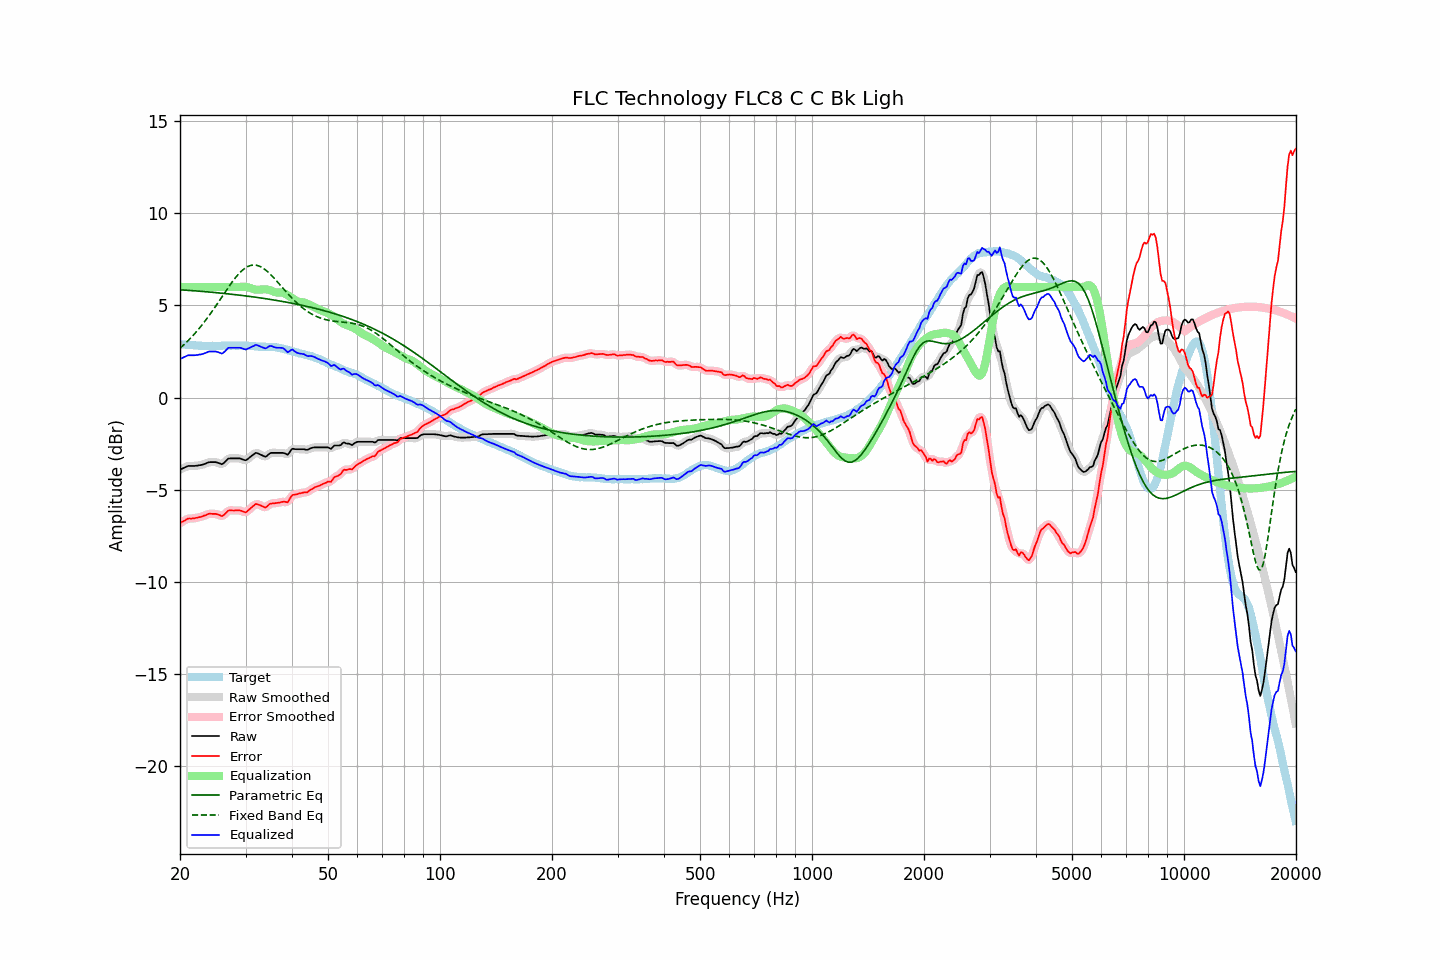 FLC Technology FLC8 C C Bk Ligh
15
10
5
0
−5
−10
−15
−20
Amplitude (dBr)
Target
Raw Smoothed
Error Smoothed
Raw
Error
Equalization
Parametric Eq
Fixed Band Eq
Equalized
20
50
100
200
500
1000
2000
5000
10000
20000
Frequency (Hz)